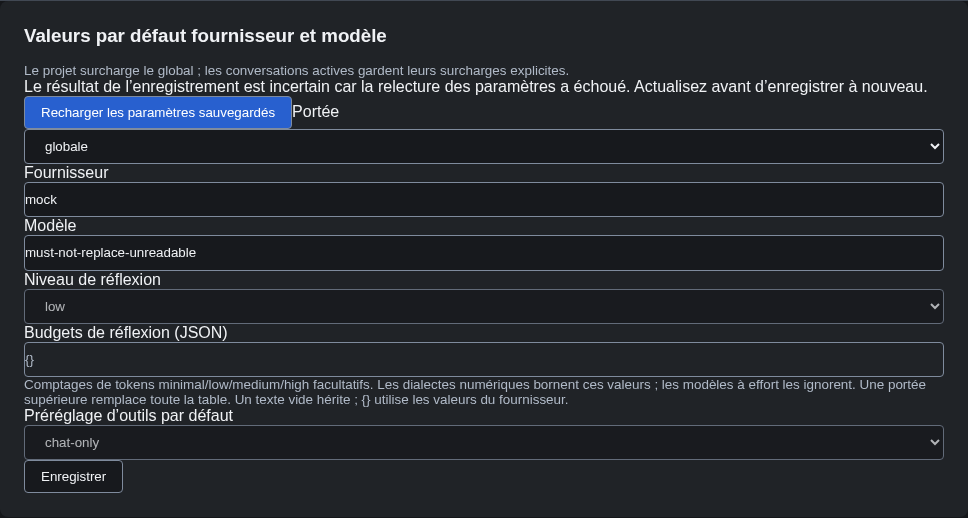 Valeurs par défaut fournisseur et modèle
Le projet surcharge le global ; les conversations actives gardent leurs surcharges explicites.
Le résultat de l’enregistrement est incertain car la relecture des paramètres a échoué. Actualisez avant d’enregistrer à nouveau.
Recharger les paramètres sauvegardés Portée
globale
Fournisseur
mock
Modèle
must-not-replace-unreadable
Niveau de réflexion
low
Budgets de réflexion (JSON)
{}
Comptages de tokens minimal/low/medium/high facultatifs. Les dialectes numériques bornent ces valeurs ; les modèles à effort les ignorent. Une portée
supérieure remplace toute la table. Un texte vide hérite ; {} utilise les valeurs du fournisseur.
Préréglage d’outils par défaut
chat-only
Enregistrer